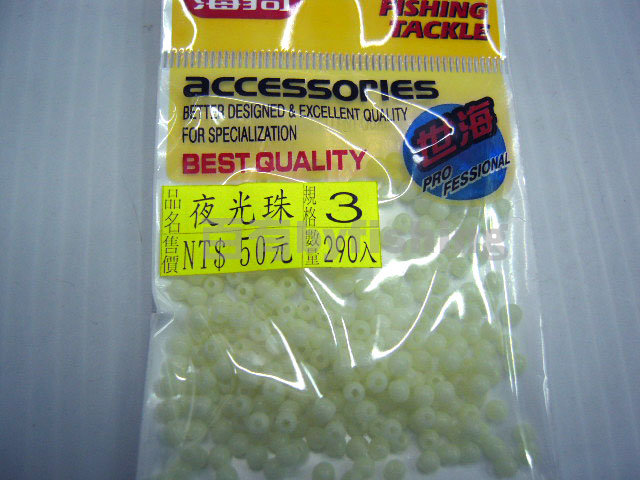 FISHING
TACKLE
accessories
BETTER DESIGNED & EXCELLENT QUALITY
FOR SPECIALIZATION
BEST QUALITY
世海
PROFESSIONAL
品名 夜光珠 規格 3
售價 NT$ 50元 數量 290入